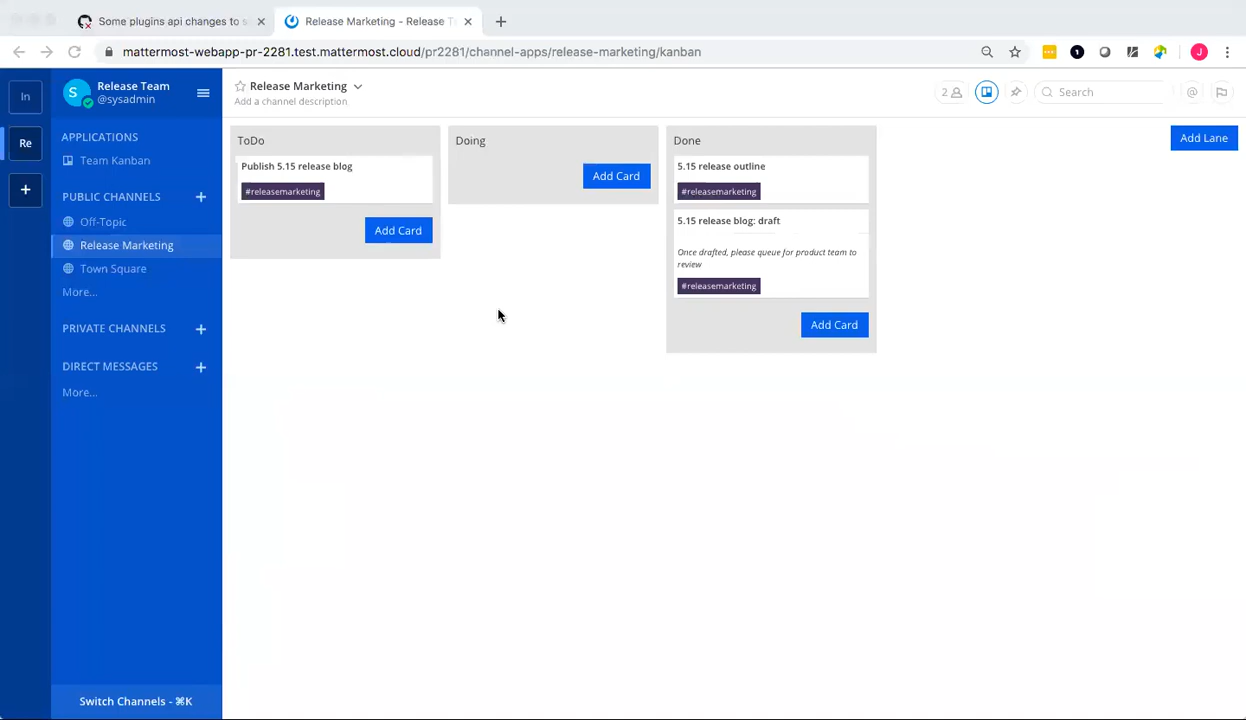 Some plugins api changes to s
Release Marketing - Release T
mattermost-webapp-pr-2281.test.mattermost.cloud/pr2281/channel-apps/release-marketing/kanban
1
J
In
Re
+
S
Release Team
@sysadmin
APPLICATIONS
Team Kanban
PUBLIC CHANNELS +
Off-Topic
Release Marketing
Town Square
More...
PRIVATE CHANNELS +
DIRECT MESSAGES +
More...
Switch Channels - ⌘K
Release Marketing
Add a channel description
2
Search
@
Add Lane
ToDo
Publish 5.15 release blog
#releasemarketing
Add Card
Doing
Add Card
Done
5.15 release outline
#releasemarketing
5.15 release blog: draft
Once drafted, please queue for product team to
review
#releasemarketing
Add Card